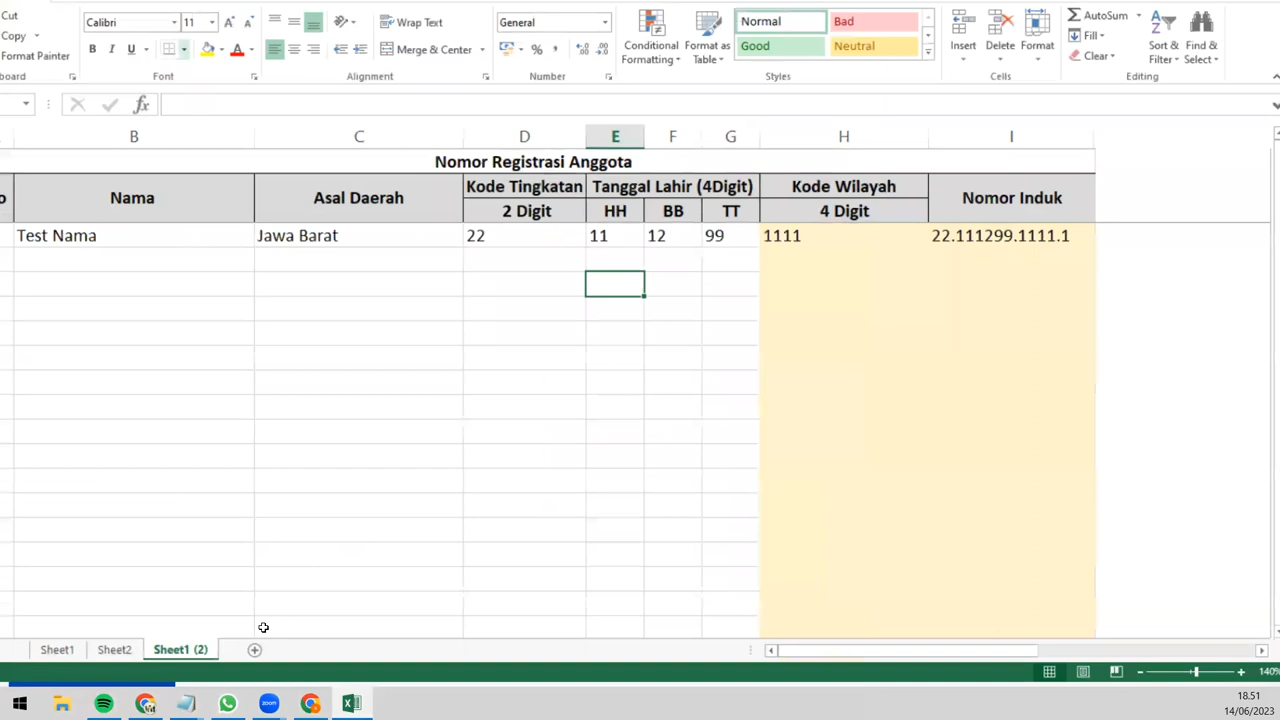 Cut
Calibri
11
A
A
Wrap Text
General
Normal
Bad
AutoSum
Copy
B I U
A
Merge & Center
%
Conditional
Formatting
Format as
Table
Good
Neutral
Insert
Delete
Format
Fill
Clear
Sort &
Filter
Find &
Select
Format Painter
board
Font
Alignment
Number
Styles
Cells
Editing
fx
B C D E F G H I
Nomor Registrasi Anggota
o
Nama
Asal Daerah
Kode Tingkatan
Tanggal Lahir (4Digit)
Kode Wilayah
Nomor Induk
2 Digit
HH
BB
TT
4 Digit
Test Nama
Jawa Barat
22
11
12
99
1111
22.111299.1111.1
Sheet1
Sheet2
Sheet1 (2)
140%
zoom
18.51
14/06/2023